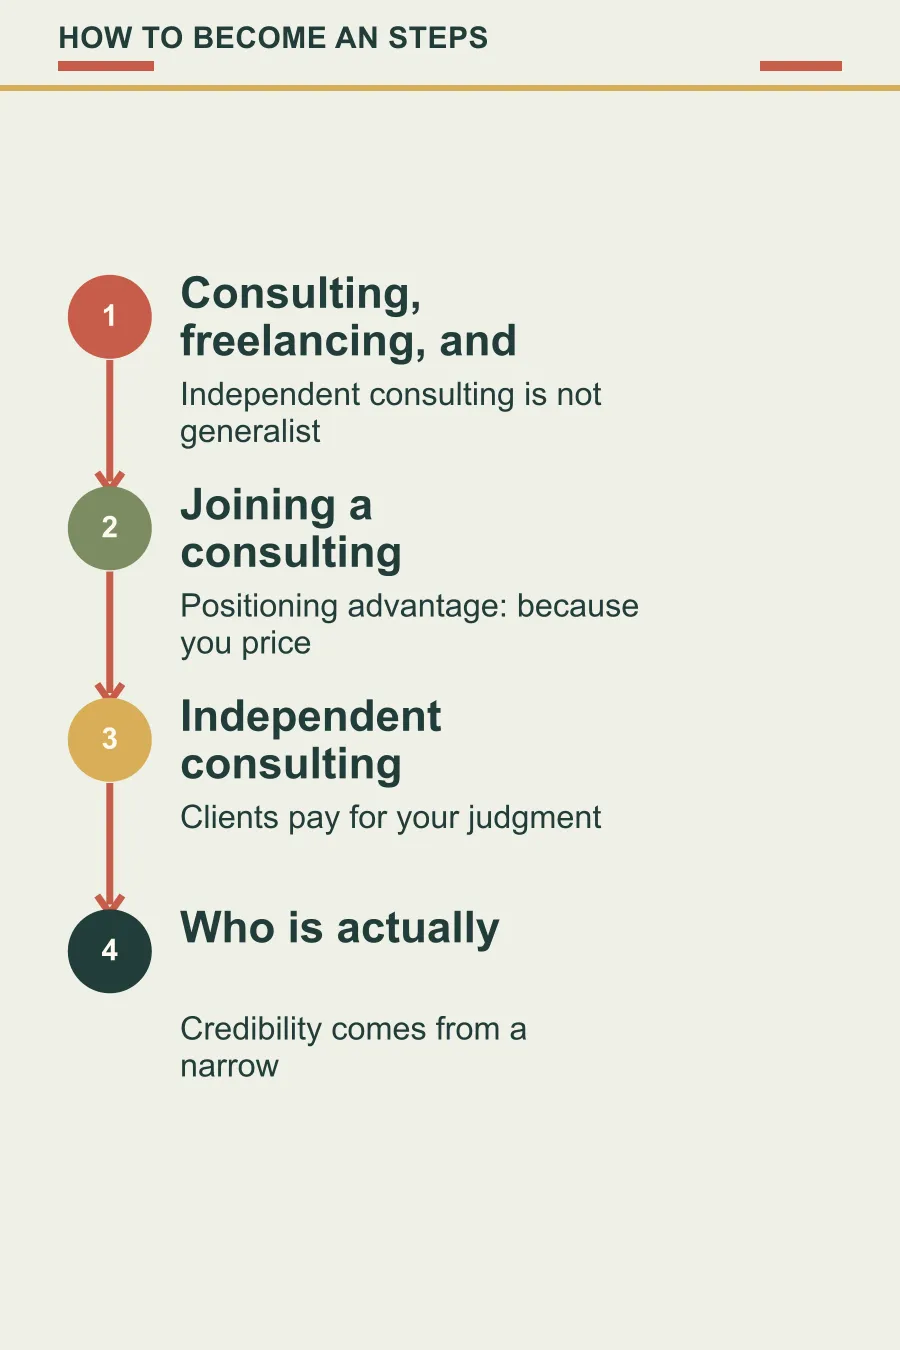 HOW TO BECOME AN STEPS
1
Consulting,
freelancing, and
Independent consulting is not
generalist
2
Joining a
consulting
Positioning advantage: because
you price
3
Independent
consulting
Clients pay for your judgment
4
Who is actually
Credibility comes from a
narrow